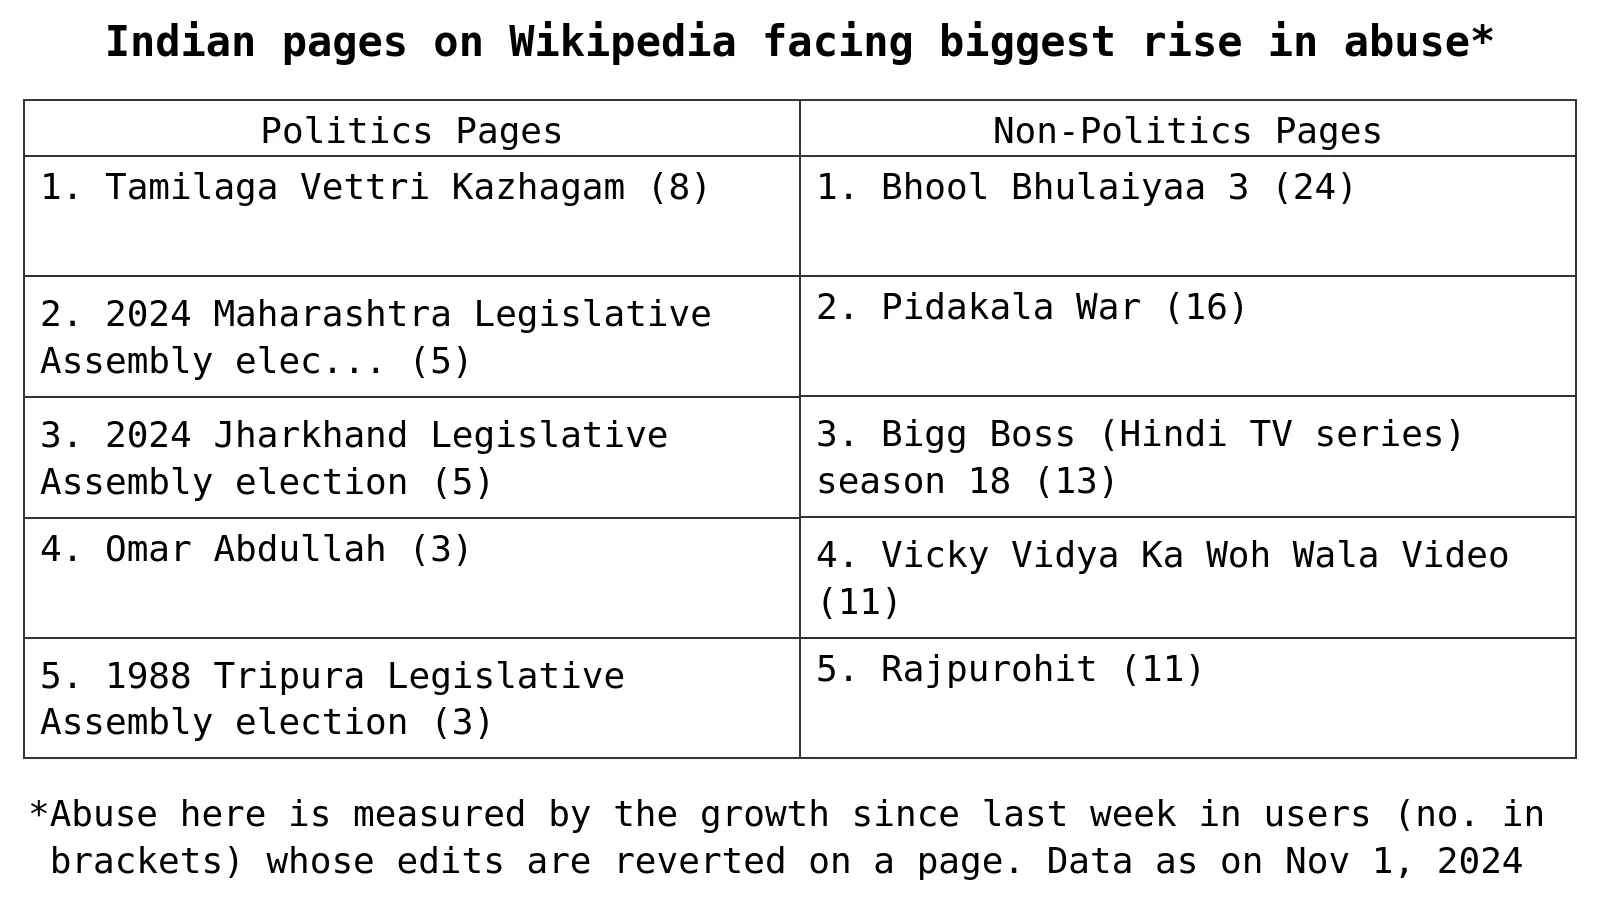 Indian pages on Wikipedia facing biggest rise in abuse*
Politics Pages
Non-Politics Pages
1. Tamilaga Vettri Kazhagam (8)
1. Bhool Bhulaiyaa 3 (24)
2. 2024 Maharashtra Legislative
Assembly elec... (5)
2. Pidakala War (16)
3. 2024 Jharkhand Legislative
Assembly election (5)
3. Bigg Boss (Hindi TV series)
season 18 (13)
4. Omar Abdullah (3)
4. Vicky Vidya Ka Woh Wala Video
(11)
5. 1988 Tripura Legislative
Assembly election (3)
5. Rajpurohit (11)
*Abuse here is measured by the growth since last week in users (no. in
brackets) whose edits are reverted on a page. Data as on Nov 1, 2024